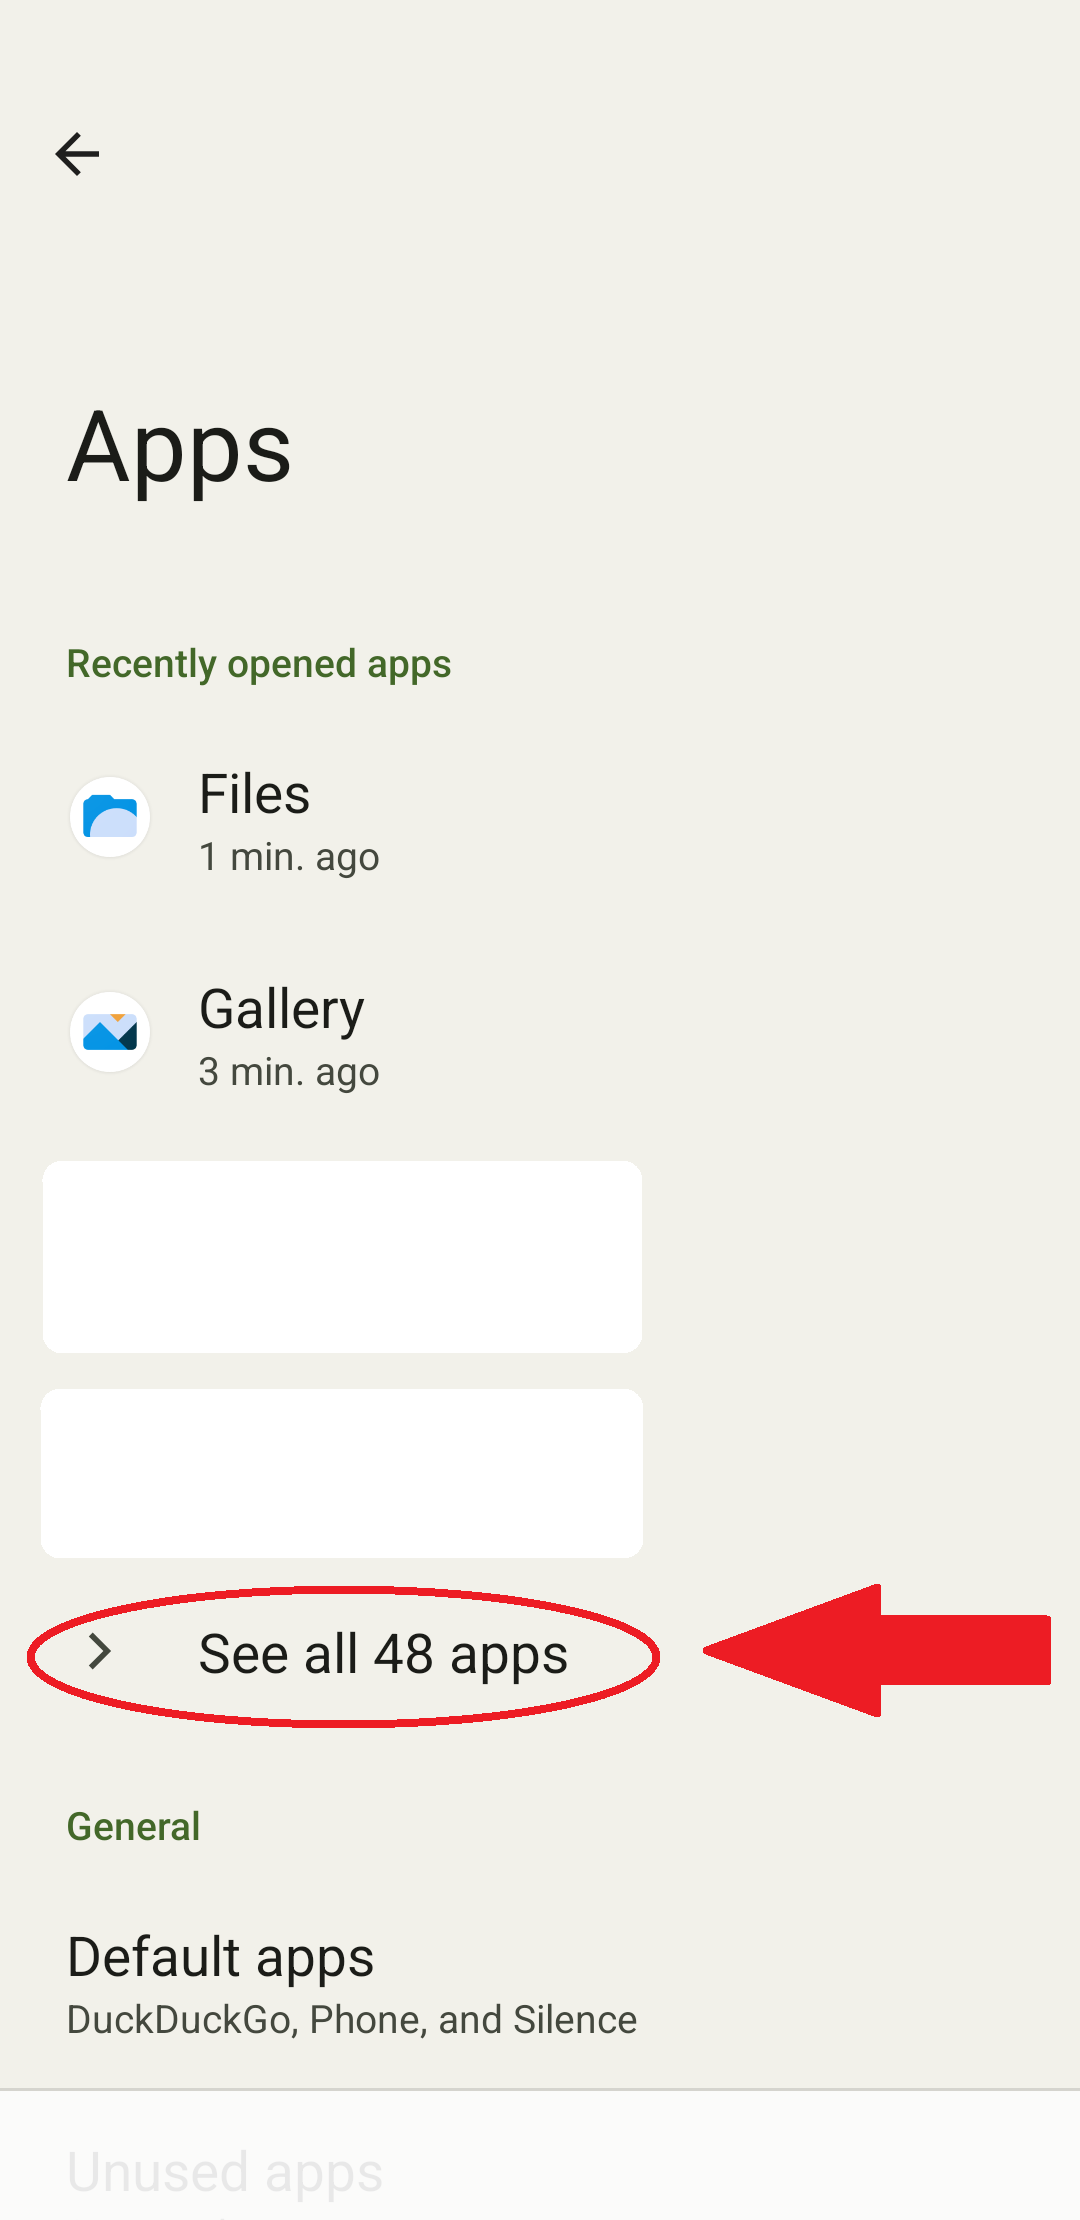 Apps
Recently opened apps
Files
1 min. ago
Gallery
3 min. ago
See all 48 apps
General
Default apps
DuckDuckGo, Phone, and Silence
Unused apps